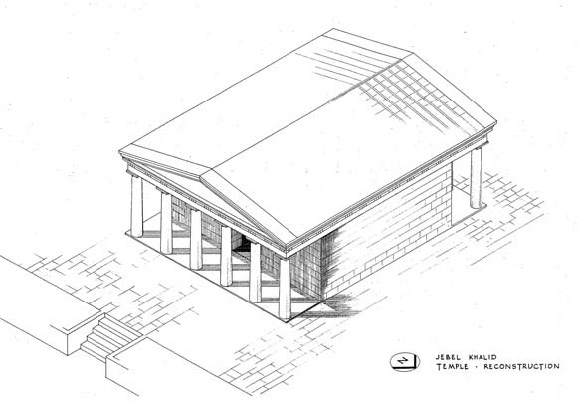 N
JEBEL KHALID
TEMPLE · RECONSTRUCTION